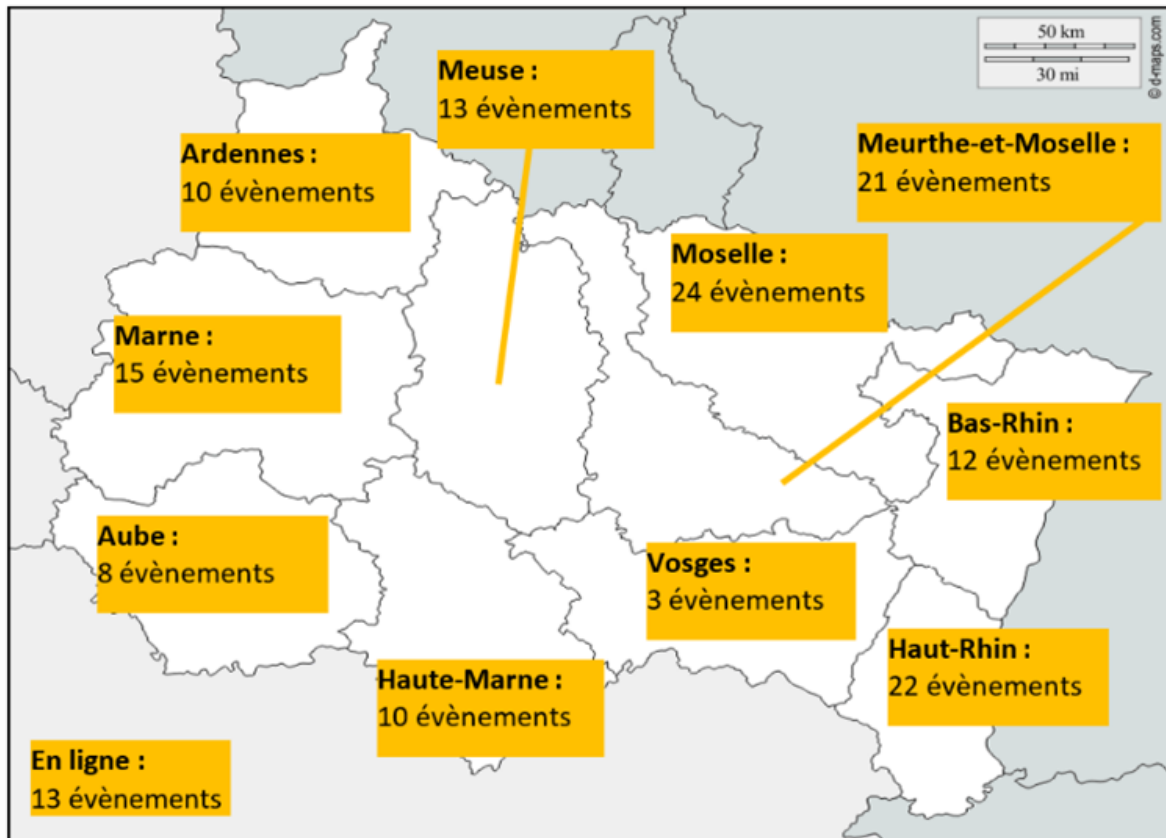 50 km
30 mi
© d-maps.com
Meuse :
13 évènements
Ardennes :
10 évènements
Meurthe-et-Moselle :
21 évènements
Moselle :
24 évènements
Marne :
15 évènements
Bas-Rhin :
12 évènements
Aube :
8 évènements
Vosges :
3 évènements
Haut-Rhin :
22 évènements
Haute-Marne :
10 évènements
En ligne :
13 évènements